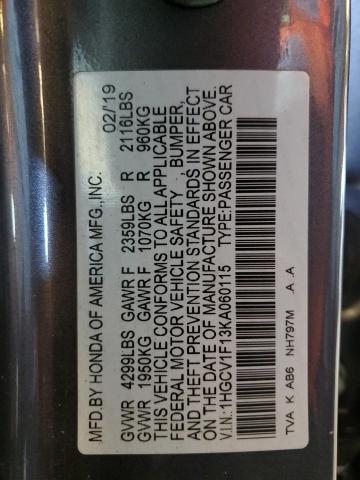 MFD.BY HONDA OF AMERICA MFG.,INC. 02/19
GVWR 4299LBS GAWR F 2359LBS R 2116LBS
GVWR 1950KG GAWR F 1070KG R 960KG
THIS VEHICLE CONFORMS TO ALL APPLICABLE
FEDERAL MOTOR VEHICLE SAFETY BUMPER,
AND THEFT PREVENTION STANDARDS IN EFFECT
ON THE DATE OF MANUFACTURE SHOWN ABOVE.
V.I.N.:1HGCV1F13KA060115 TYPE:PASSENGER CAR
TVA K AB6 NH797M .A .A